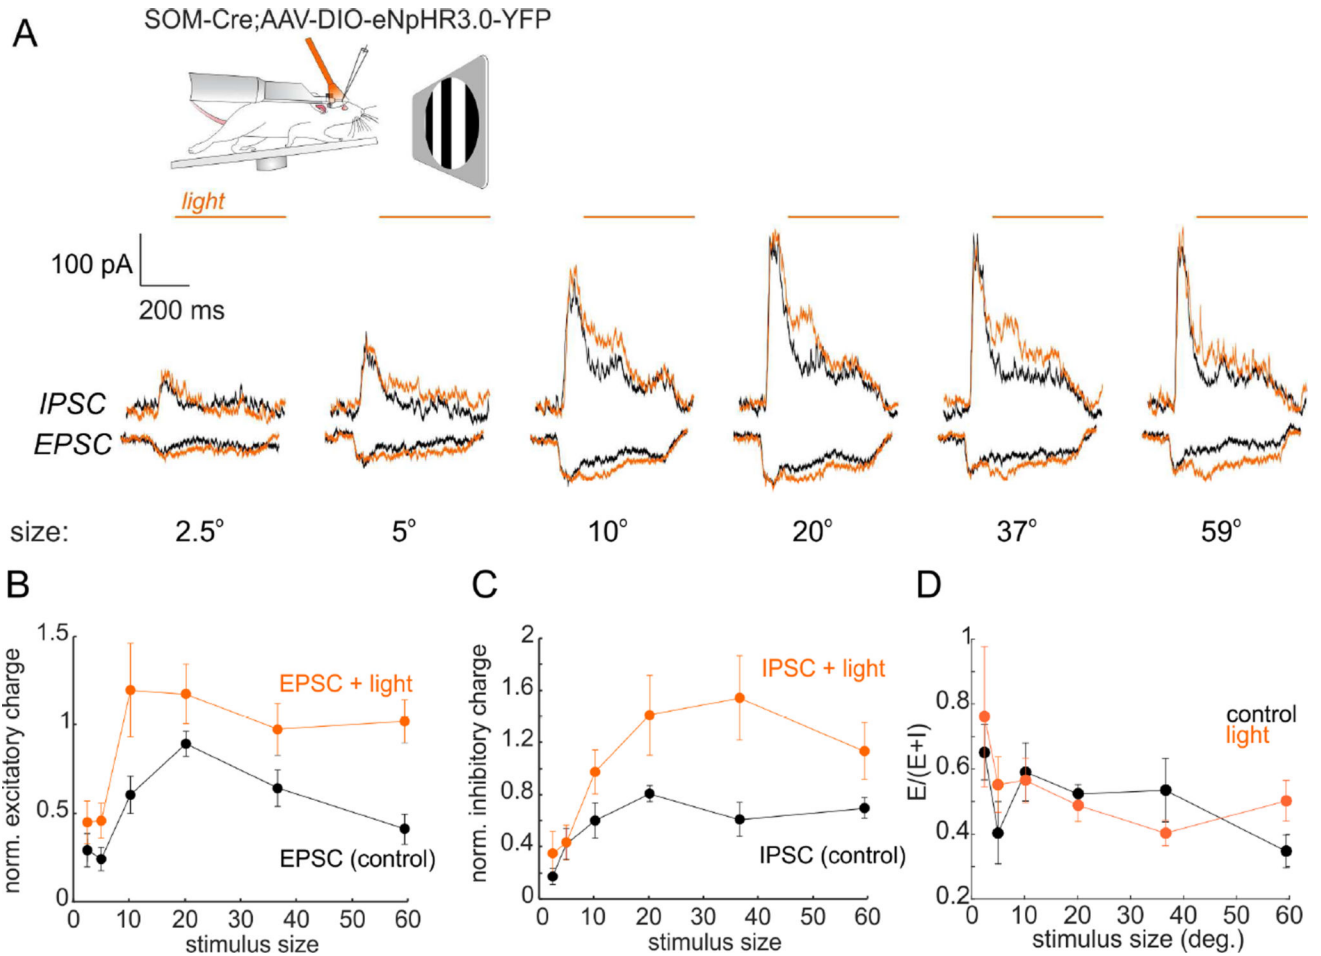 A
SOM-Cre;AAV-DIO-eNpHR3.0-YFP
light
100 pA
200 ms
IPSC
EPSC
size: 2.5° 5° 10° 20° 37° 59°
B
norm. excitatory charge
1.5
1
0.5
0
EPSC + light
EPSC (control)
0 10 20 30 40 50 60
stimulus size
C
norm. inhibitory charge
2
1.6
1.2
0.8
0.4
0
IPSC + light
IPSC (control)
0 10 20 30 40 50 60
stimulus size
D
E/(E+I)
1
0.8
0.6
0.4
0.2
control
light
0 10 20 30 40 50 60
stimulus size (deg.)